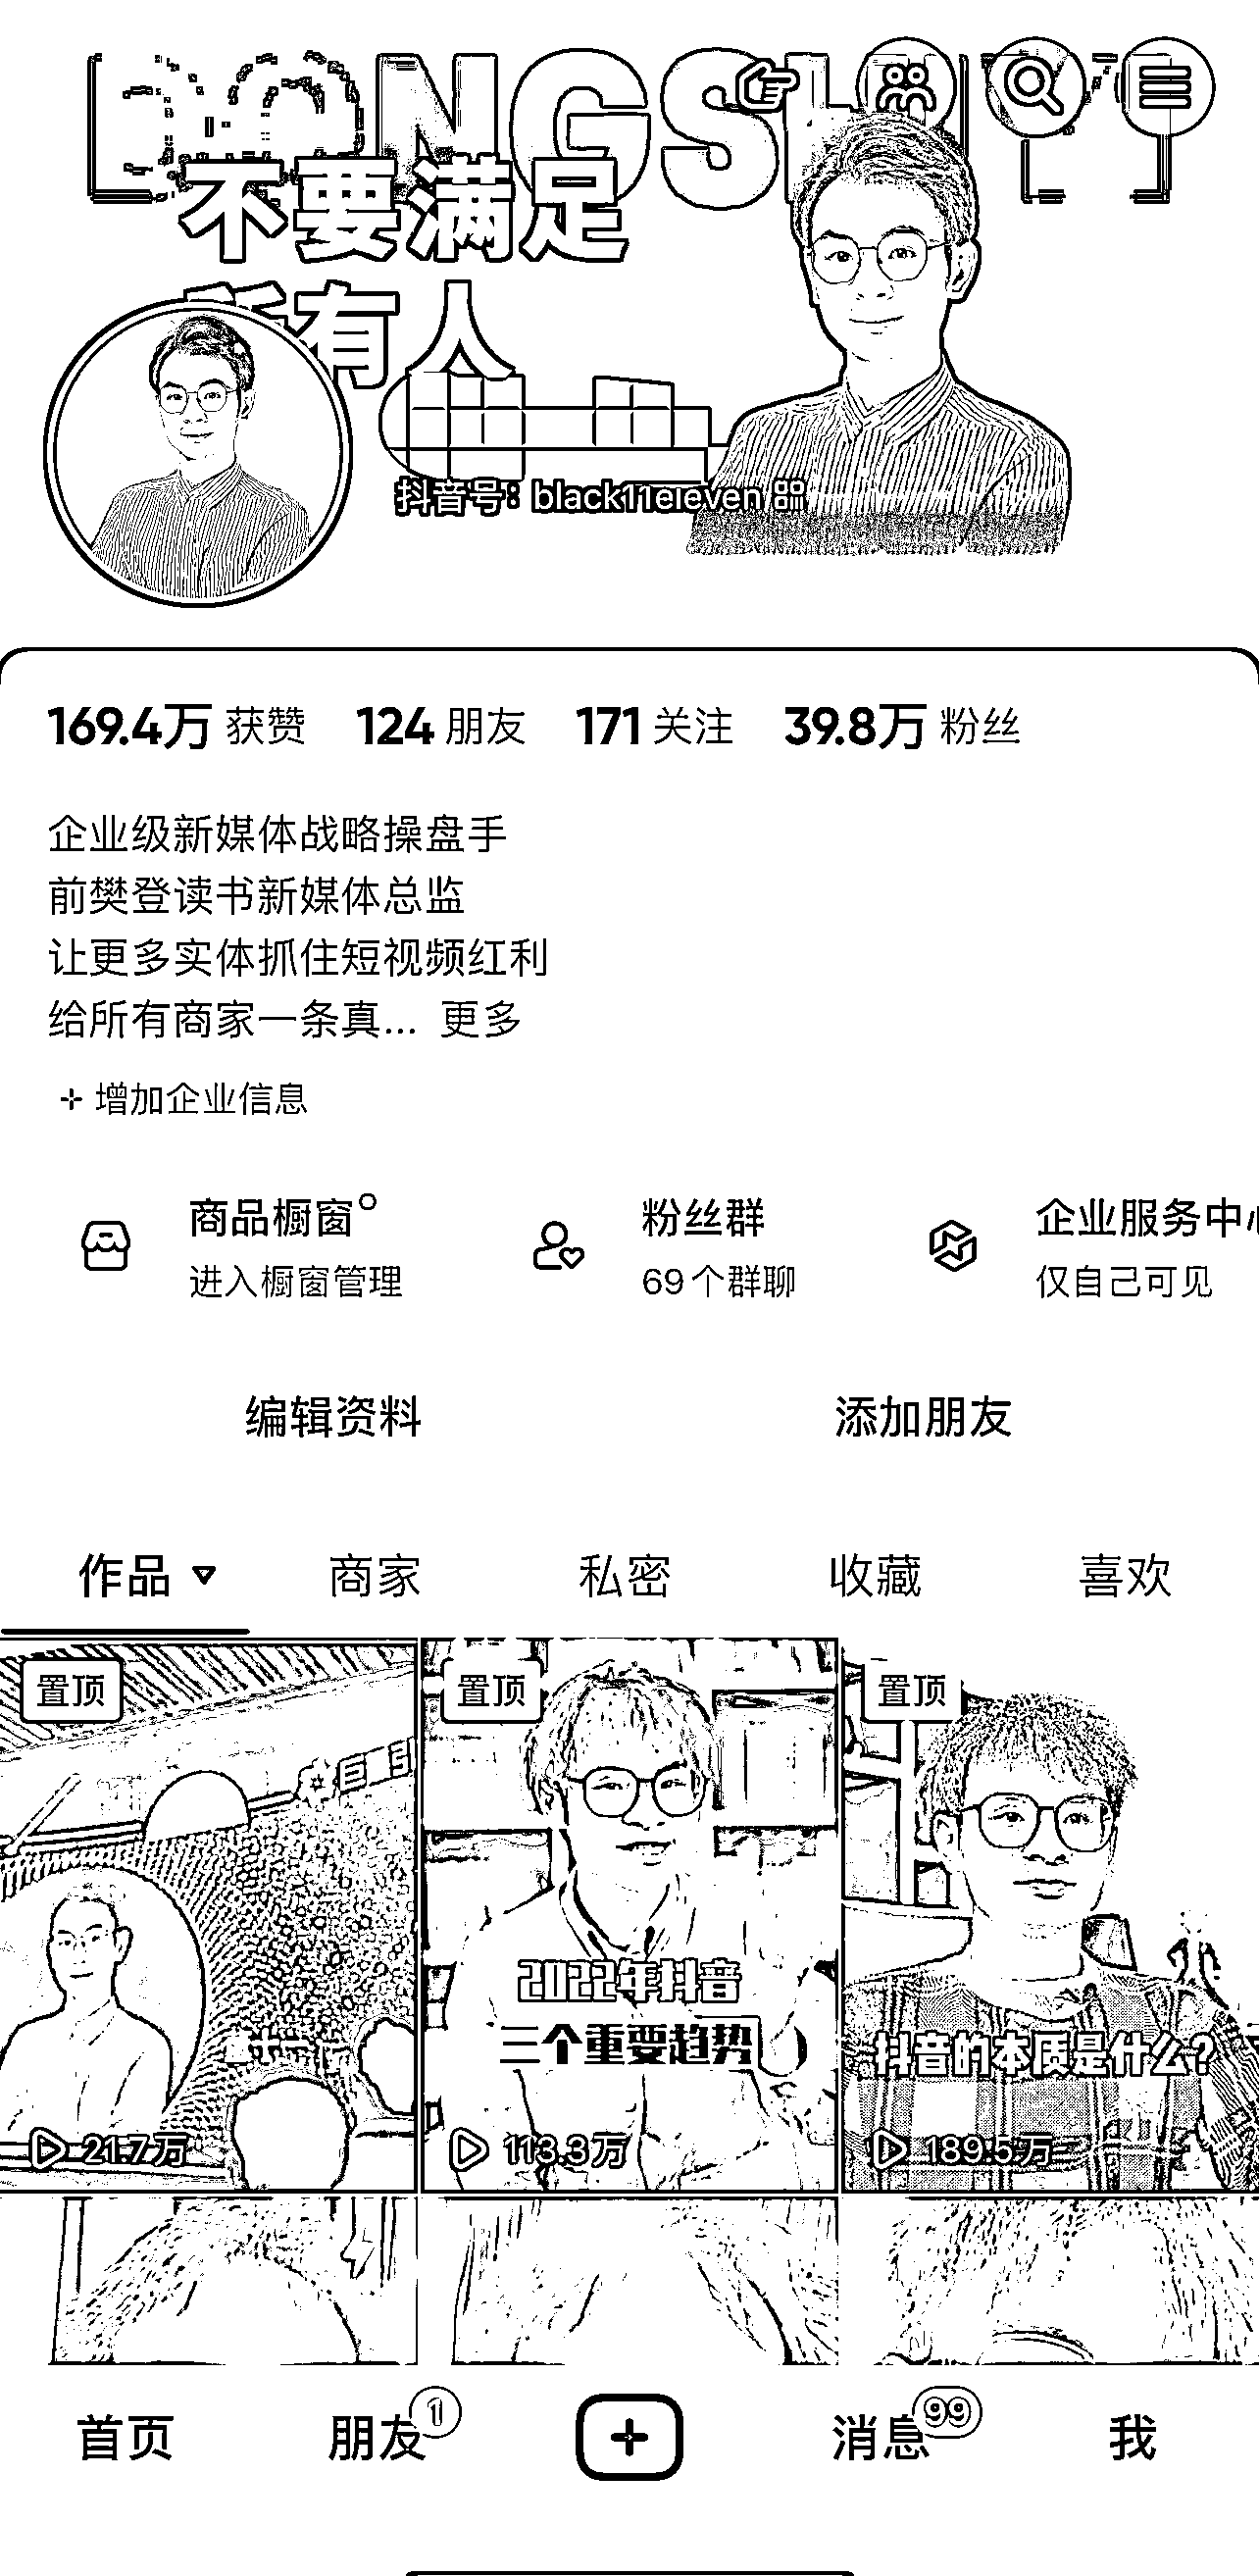 不要满足
所有人
抖音号：black11eleven
169.4万 获赞 124 朋友 171 关注 39.8万 粉丝
企业级新媒体战略操盘手
前樊登读书新媒体总监
让更多实体抓住短视频红利
给所有商家一条真... 更多
+ 增加企业信息
商品橱窗 粉丝群 企业服务中心
进入橱窗管理 69个群聊 仅自己可见
编辑资料 添加朋友
作品 商家 私密 收藏 喜欢
置顶 置顶 置顶
巨引
2022年抖音
三个重要趋势
抖音的本质是什么？
21.7万 113.3万 189.5万
首页 朋友 1 消息 99 我